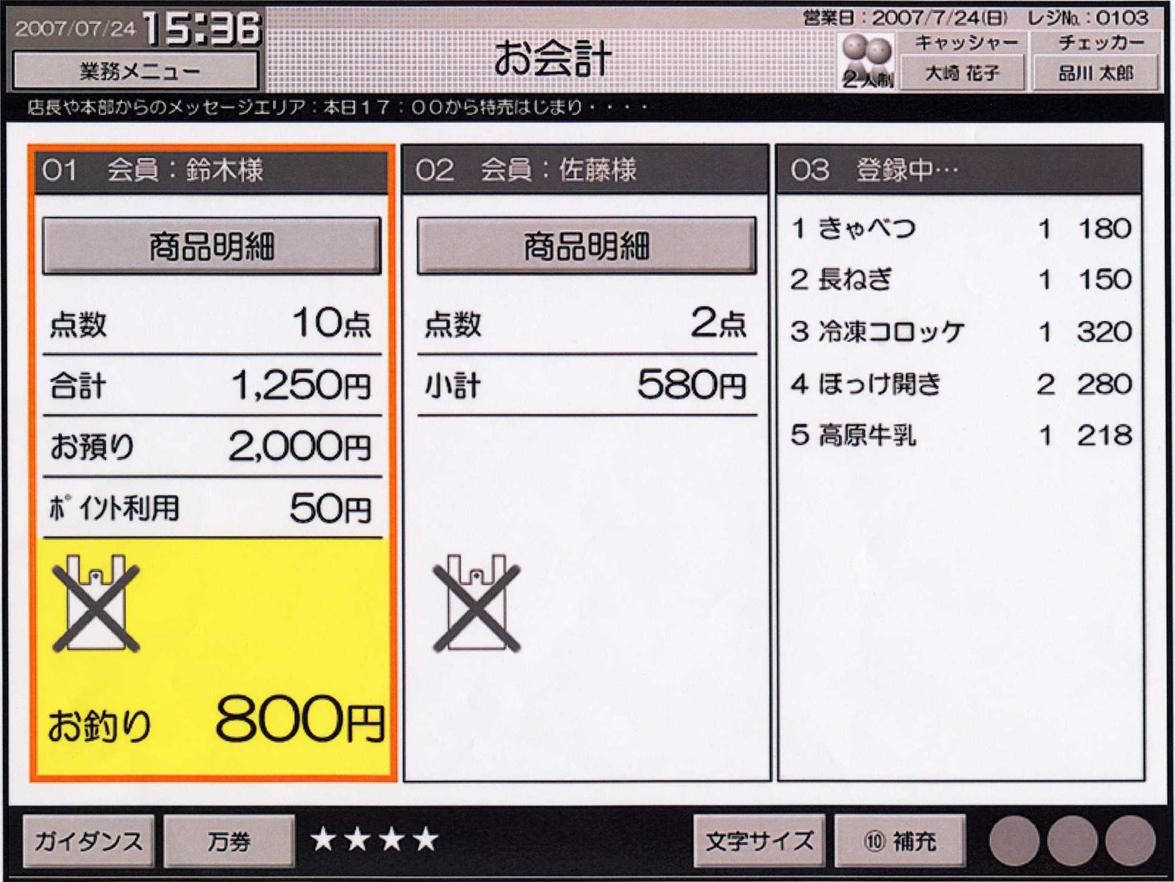 2007/07/24 15:36
業務メニュー
お会計
営業日：2007/7/24(日) レジNo.：0103
2人制
キャッシャー
大崎 花子
チェッカー
品川 太郎
店長や本部からのメッセージエリア：本日１７：００から特売はじまり・・・・
01 会員：鈴木様
商品明細
点数 10点
合計 1,250円
お預り 2,000円
ﾎﾟｲﾝﾄ利用 50円
お釣り 800円
02 会員：佐藤様
商品明細
点数 2点
小計 580円
03 登録中…
1 きゃべつ 1 180
2 長ねぎ 1 150
3 冷凍コロッケ 1 320
4 ほっけ開き 2 280
5 高原牛乳 1 218
ガイダンス
万券
★★★★
文字サイズ
⑩ 補充